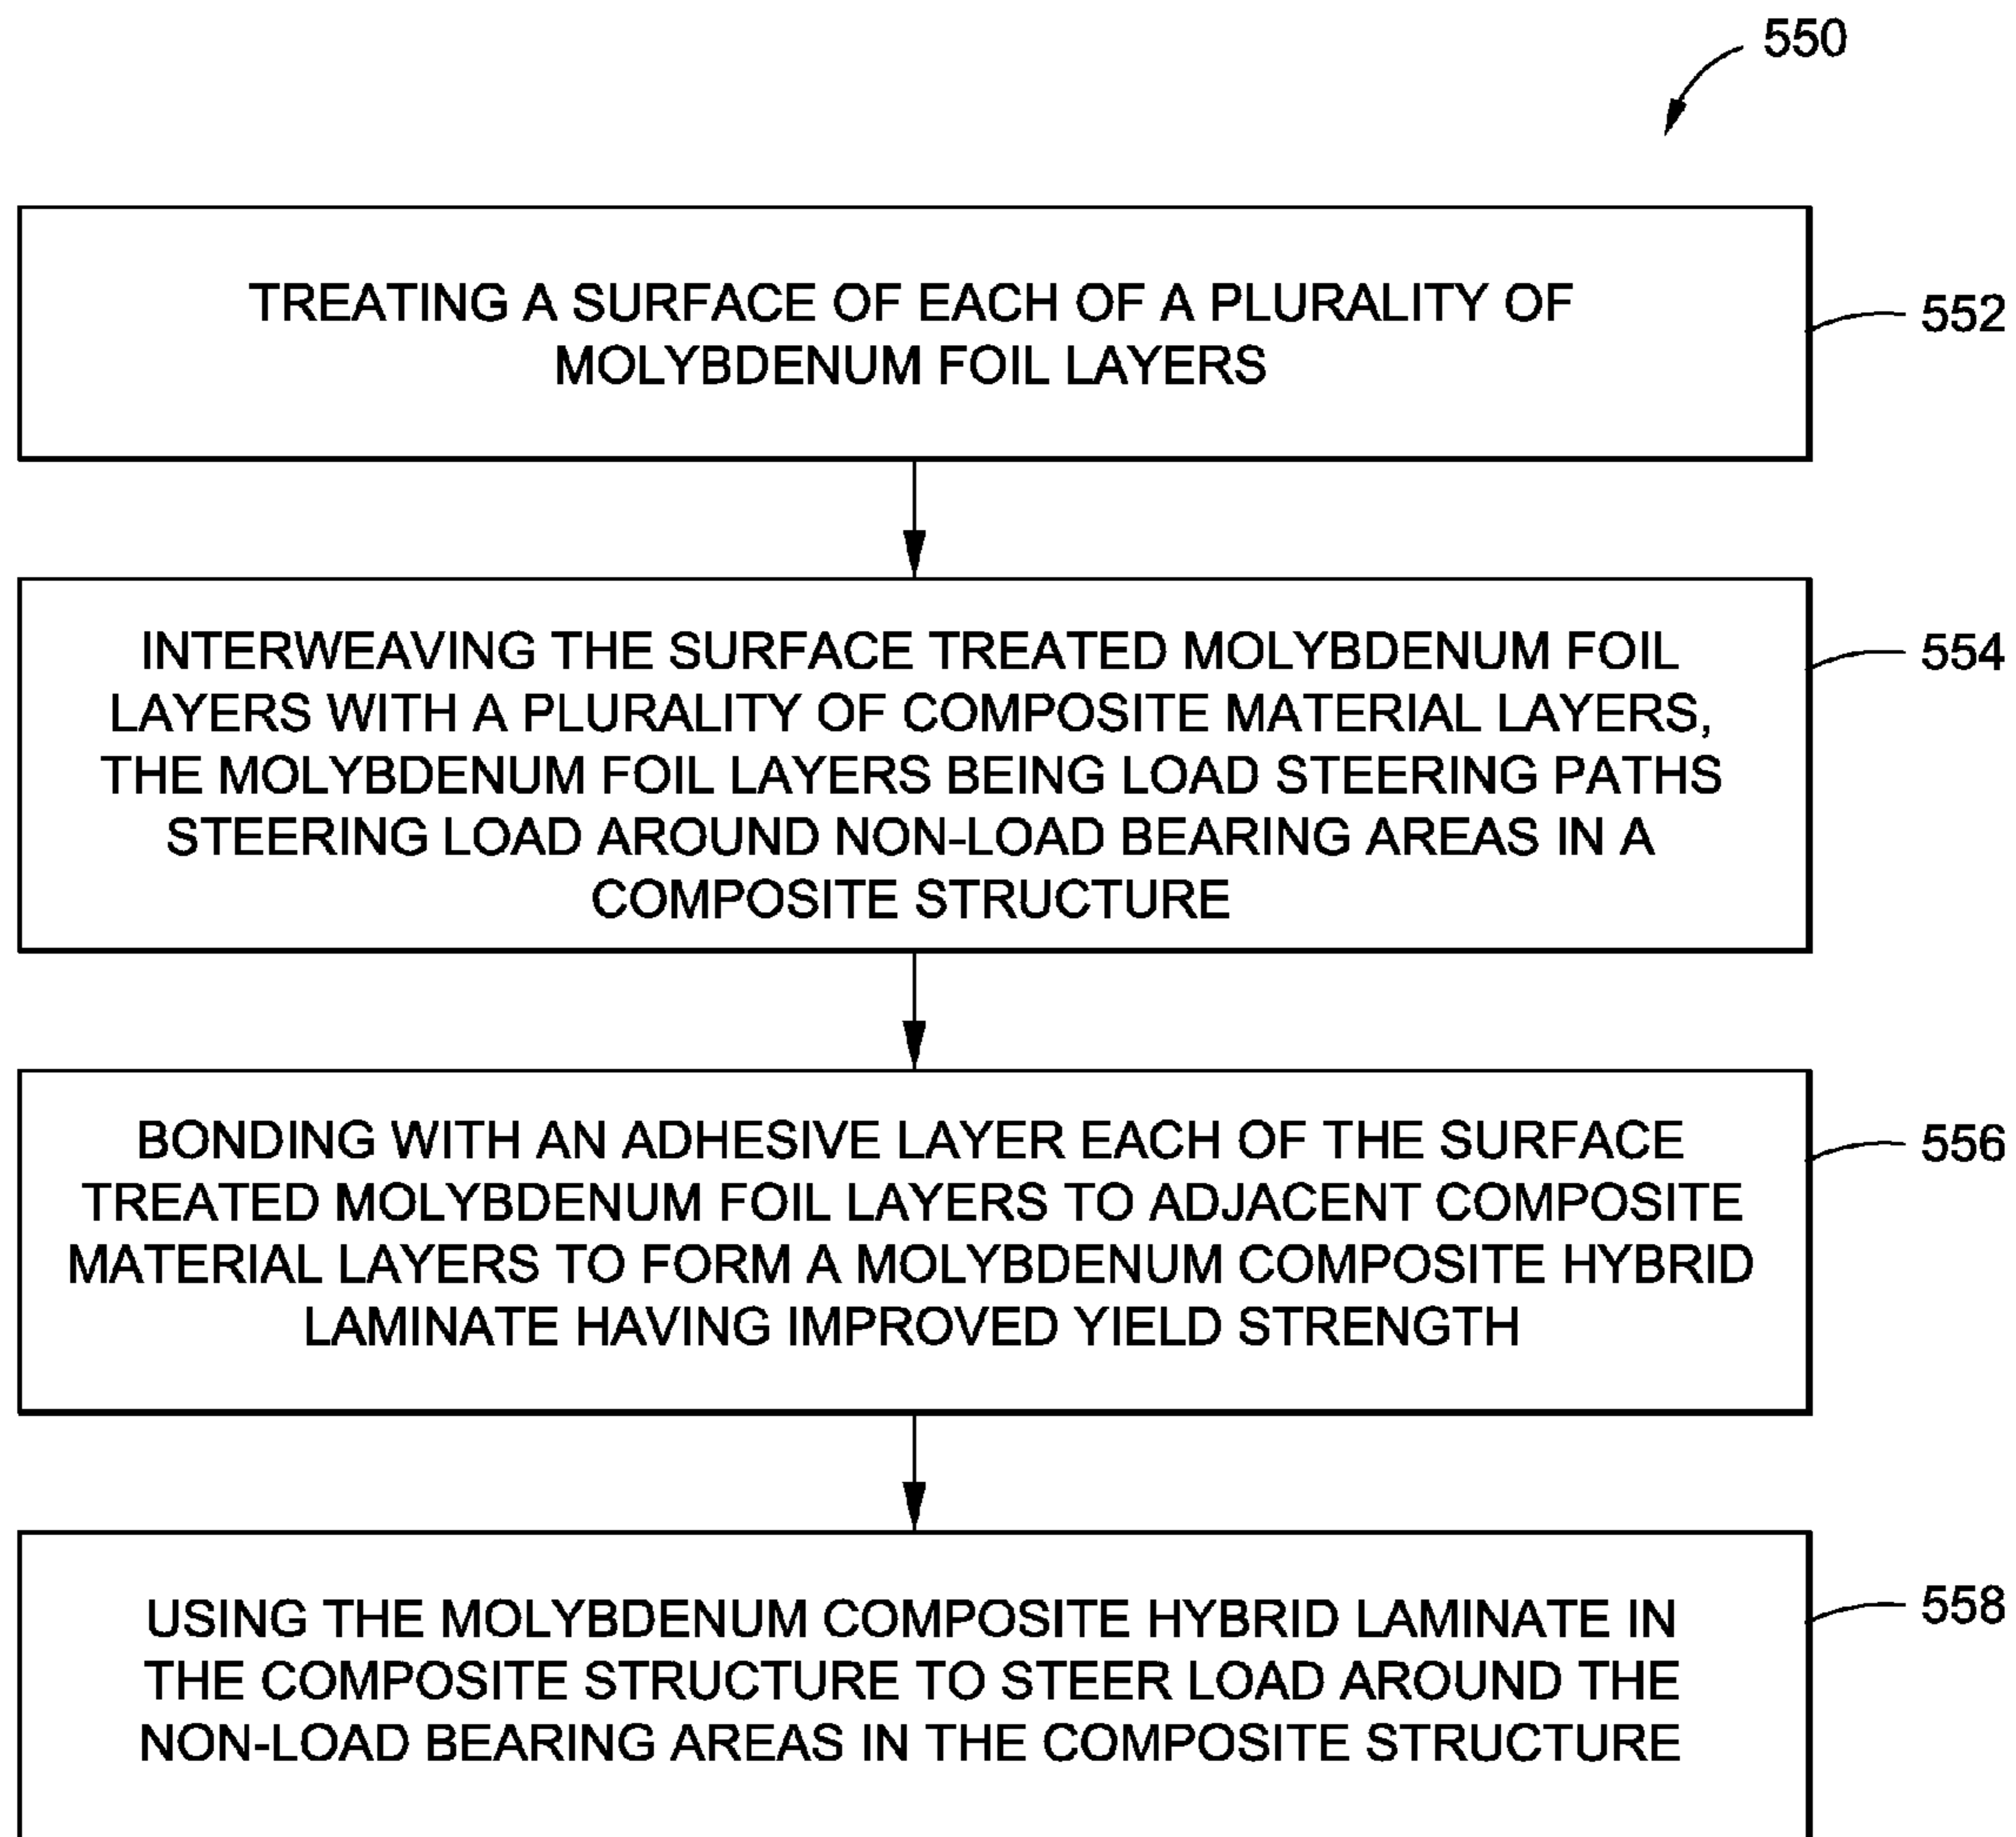 550
TREATING A SURFACE OF EACH OF A PLURALITY OF
MOLYBDENUM FOIL LAYERS
552
INTERWEAVING THE SURFACE TREATED MOLYBDENUM FOIL
LAYERS WITH A PLURALITY OF COMPOSITE MATERIAL LAYERS,
THE MOLYBDENUM FOIL LAYERS BEING LOAD STEERING PATHS
STEERING LOAD AROUND NON-LOAD BEARING AREAS IN A
COMPOSITE STRUCTURE
554
BONDING WITH AN ADHESIVE LAYER EACH OF THE SURFACE
TREATED MOLYBDENUM FOIL LAYERS TO ADJACENT COMPOSITE
MATERIAL LAYERS TO FORM A MOLYBDENUM COMPOSITE HYBRID
LAMINATE HAVING IMPROVED YIELD STRENGTH
556
USING THE MOLYBDENUM COMPOSITE HYBRID LAMINATE IN
THE COMPOSITE STRUCTURE TO STEER LOAD AROUND THE
NON-LOAD BEARING AREAS IN THE COMPOSITE STRUCTURE
558